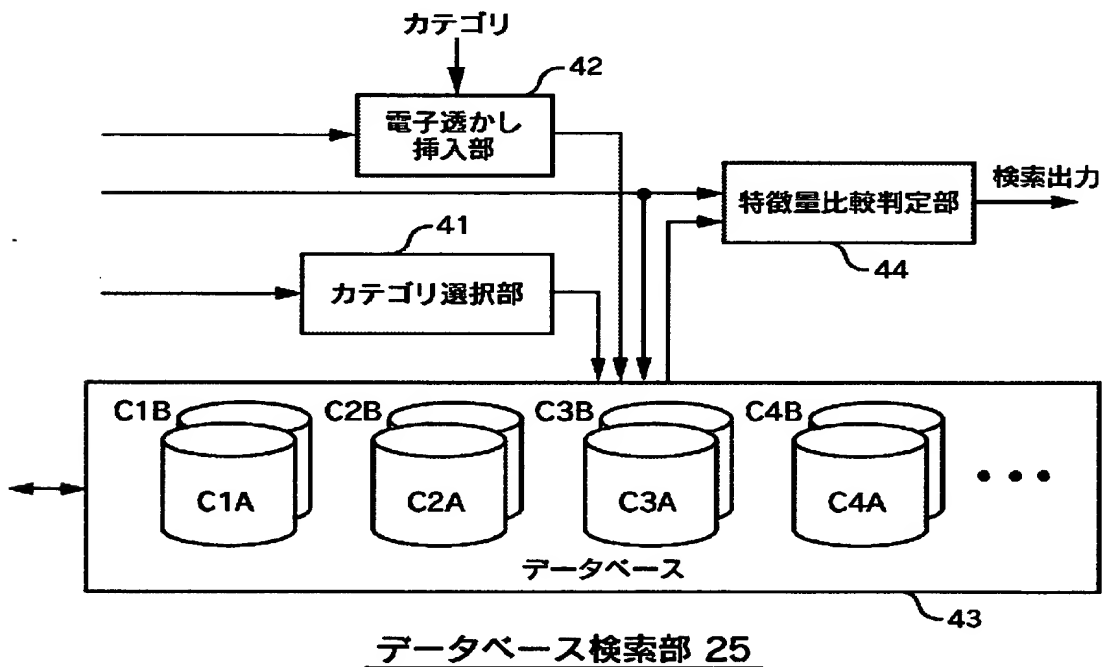 カテゴリ
42
電子透かし
挿入部
特徴量比較判定部
検索出力
44
41
カテゴリ選択部
C1B
C2B
C3B
C4B
C1A
C2A
C3A
C4A
・・・
データベース
43
データベース検索部 25